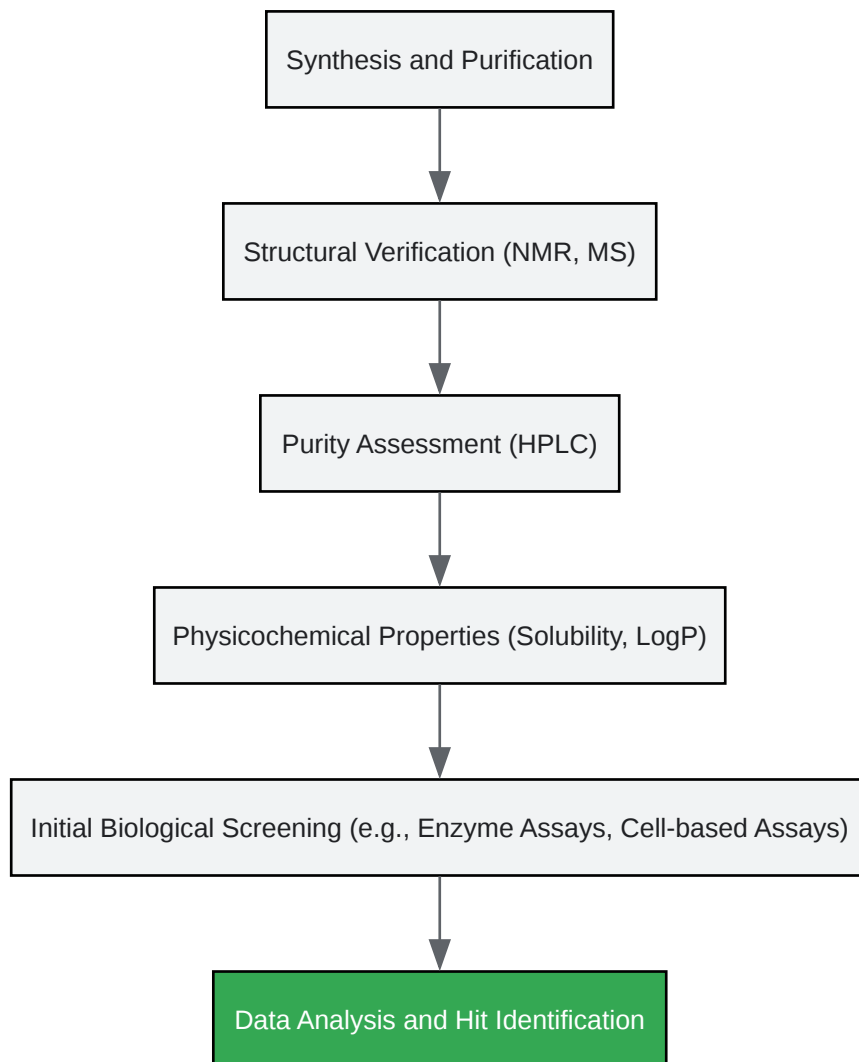 Synthesis and Purification
Structural Verification (NMR, MS)
Purity Assessment (HPLC)
Physicochemical Properties (Solubility, LogP)
Initial Biological Screening (e.g., Enzyme Assays, Cell-based Assays)
Data Analysis and Hit Identification